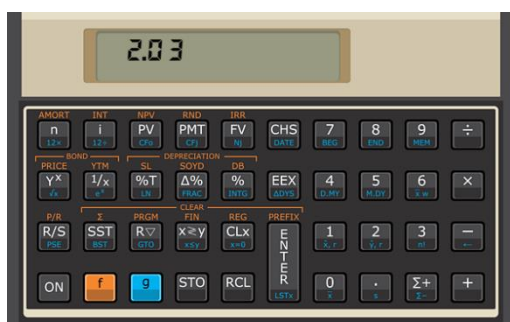 2.03
AMORT INT NPV RND IRR
n i PV PMT FV CHS 7 8 9 ÷
12× 12÷ CFo CFj Nj DATE BEG END MEM
BOND DEPRECIATION
PRICE YTM SL SOYD DB
Yˣ 1/x %T Δ% % EEX 4 5 6 ×
√x eˣ LN FRAC INTG ΔDYS D.MY M.DY x̄ w
CLEAR
P/R Σ PRGM FIN REG PREFIX
R/S SST R▽ x≷y CLx ENTER 1 2 3 −
PSE BST GTO x≤y x=0 x̂, r ŷ, r n! ←
ON f g STO RCL 0 . Σ+ +
LSTx x̄ s Σ−